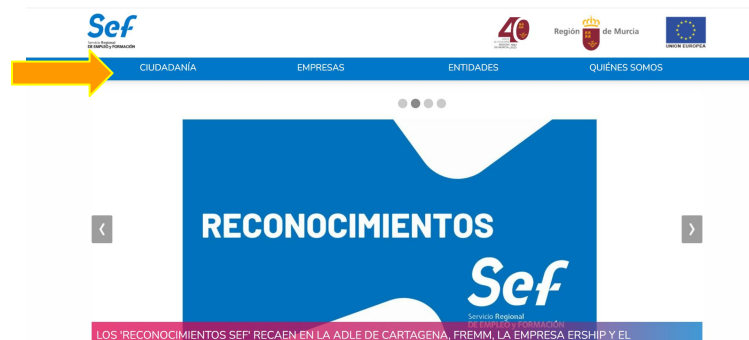 Sef
Servicio Regional
DE EMPLEO y FORMACIÓN
40
Región de Murcia
UNION EUROPEA
CIUDADANÍA EMPRESAS ENTIDADES QUIÉNES SOMOS
RECONOCIMIENTOS
Sef
Servicio Regional
DE EMPLEO y FORMACIÓN
LOS 'RECONOCIMIENTOS SEF' RECAEN EN LA ADLE DE CARTAGENA, FREMM, LA EMPRESA ERSHIP Y EL